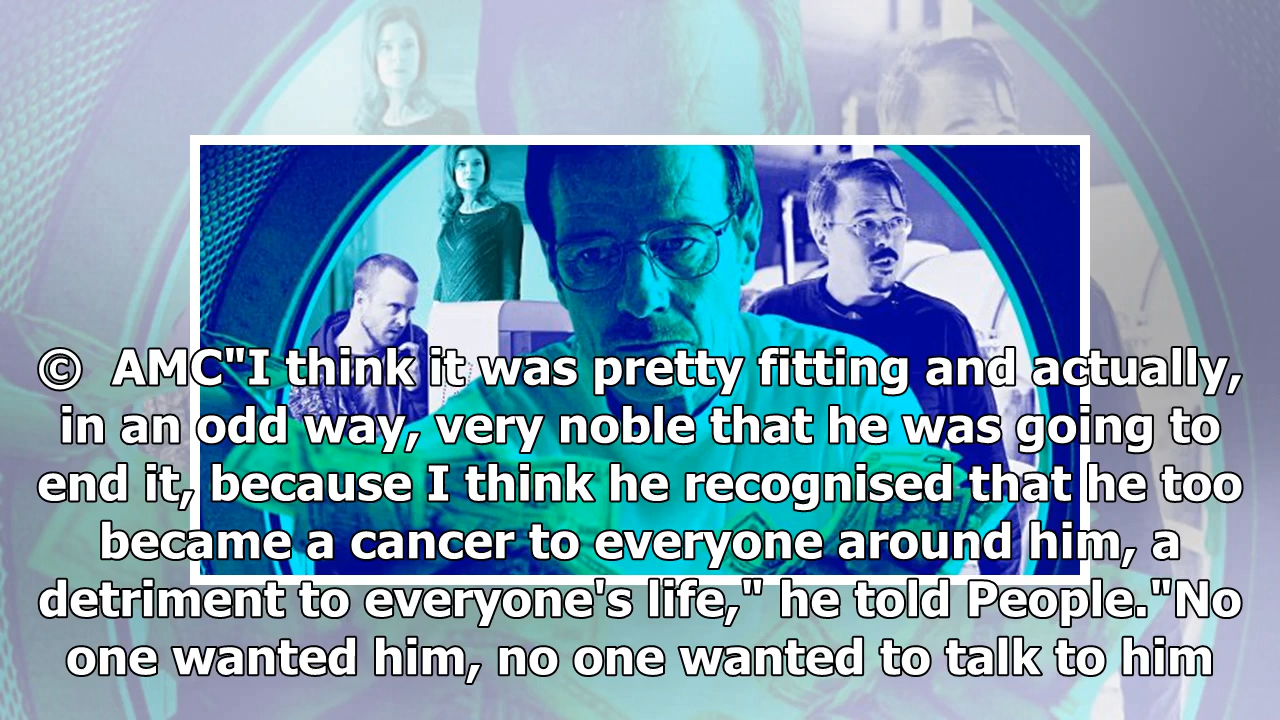 ©  AMC"I think it was pretty fitting and actually,
in an odd way, very noble that he was going to
end it, because I think he recognised that he too
became a cancer to everyone around him, a
detriment to everyone's life," he told People."No
one wanted him, no one wanted to talk to him